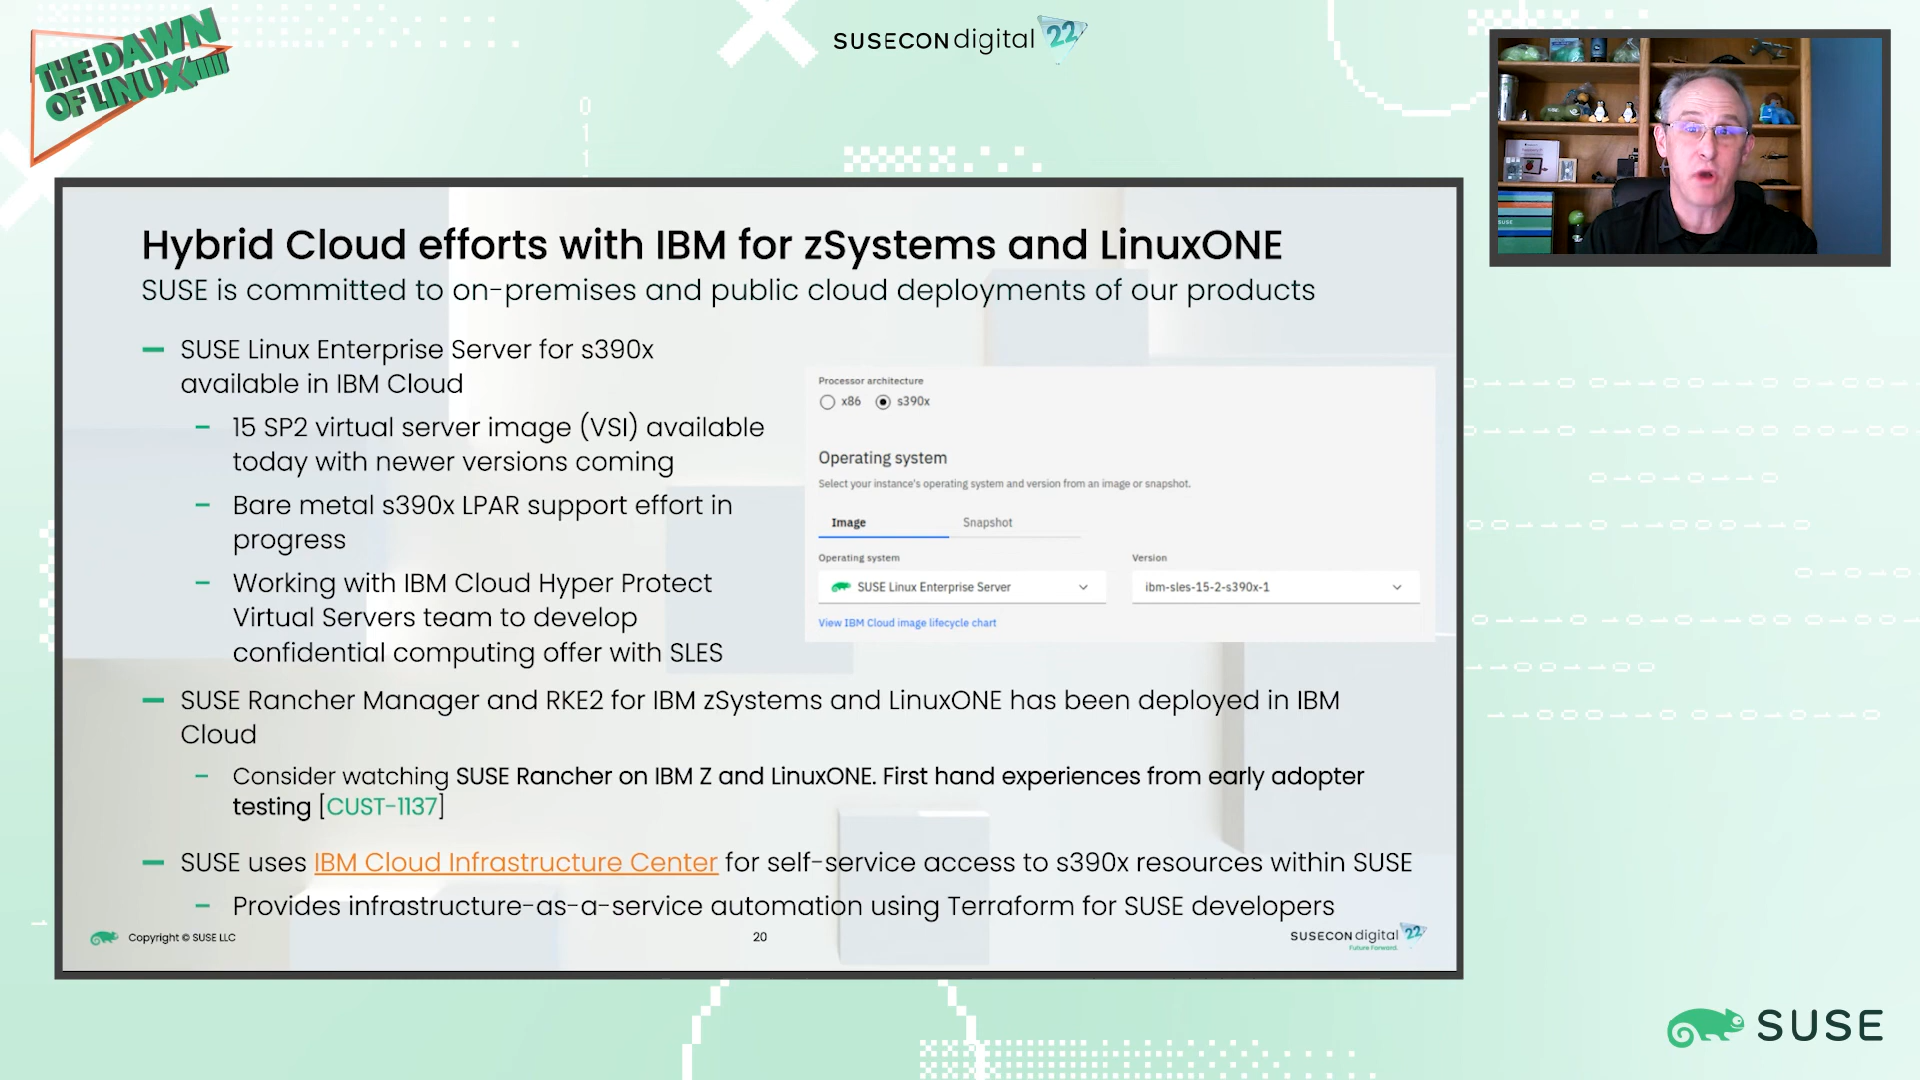 THE DAWN
OF LINUX
SUSECON digital 22
Hybrid Cloud efforts with IBM for zSystems and LinuxONE
SUSE is committed to on-premises and public cloud deployments of our products
SUSE Linux Enterprise Server for s390x
available in IBM Cloud
- 15 SP2 virtual server image (VSI) available
today with newer versions coming
- Bare metal s390x LPAR support effort in
progress
- Working with IBM Cloud Hyper Protect
Virtual Servers team to develop
confidential computing offer with SLES
Processor architecture
x86 s390x
Operating system
Select your instance's operating system and version from an image or snapshot.
Image Snapshot
Operating system Version
SUSE Linux Enterprise Server ibm-sles-15-2-s390x-1
View IBM Cloud image lifecycle chart
SUSE Rancher Manager and RKE2 for IBM zSystems and LinuxONE has been deployed in IBM
Cloud
- Consider watching SUSE Rancher on IBM Z and LinuxONE. First hand experiences from early adopter
testing [CUST-1137]
SUSE uses IBM Cloud Infrastructure Center for self-service access to s390x resources within SUSE
- Provides infrastructure-as-a-service automation using Terraform for SUSE developers
Copyright © SUSE LLC
20
SUSECON digital 22
Future Forward.
SUSE